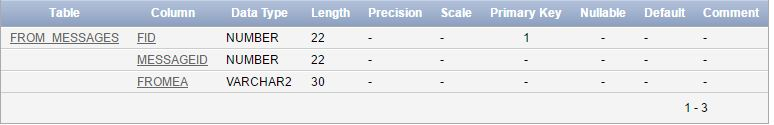 Table Column Data Type Length Precision Scale Primary Key Nullable Default Comment
FROM_MESSAGES FID NUMBER 22 - - 1 - - -
MESSAGEID NUMBER 22 - - - - - -
FROMEA VARCHAR2 30 - - - - - -
1 - 3